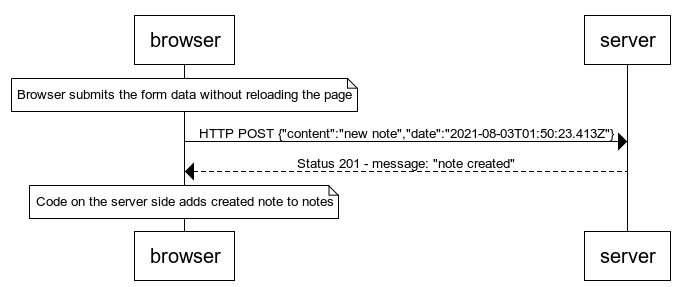 browser
server
Browser submits the form data without reloading the page
HTTP POST {"content":"new note","date":"2021-08-03T01:50:23.413Z"}
Status 201 - message: "note created"
Code on the server side adds created note to notes
browser
server